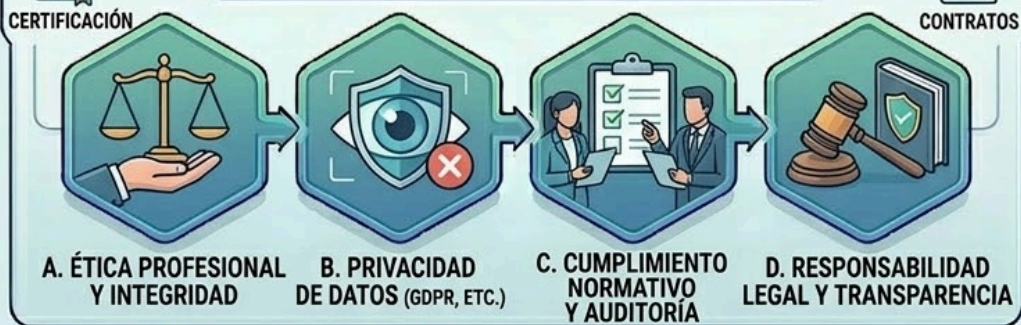 CERTIFICACIÓN
CONTRATOS
A. ÉTICA PROFESIONAL
Y INTEGRIDAD
B. PRIVACIDAD
DE DATOS (GDPR, ETC.)
C. CUMPLIMIENTO
NORMATIVO
Y AUDITORÍA
D. RESPONSABILIDAD
LEGAL Y TRANSPARENCIA